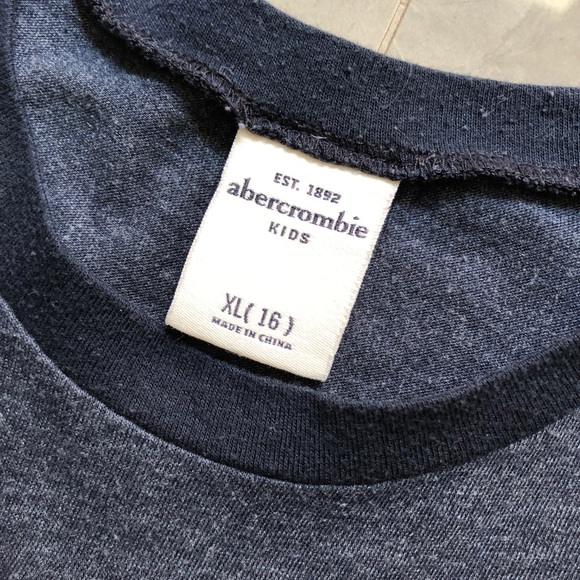 EST. 1892
abercrombie
KIDS
XL( 16 )
MADE IN CHINA